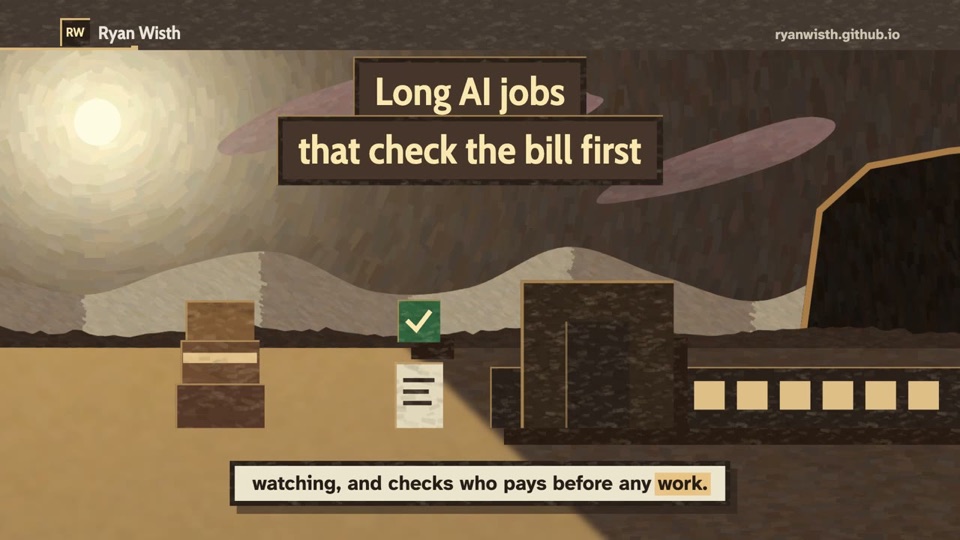 RW Ryan Wisth
ryanwisth.github.io
Long AI jobs
that check the bill first
watching, and checks who pays before any work.